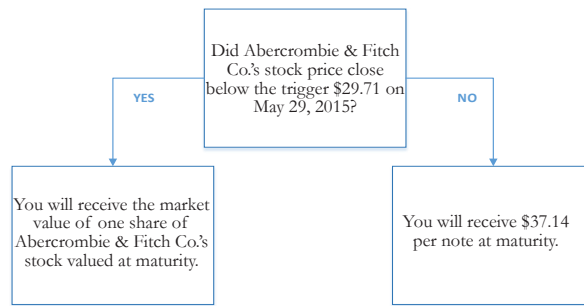 Did Abercrombie & Fitch
Co.'s stock price close
below the trigger $29.71 on
May 29, 2015?
YES
NO
You will receive the market
value of one share of
Abercrombie & Fitch Co.'s
stock valued at maturity.
You will receive $37.14
per note at maturity.